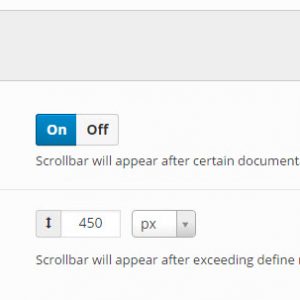 On Off
Scrollbar will appear after certain document
450 px
Scrollbar will appear after exceeding define